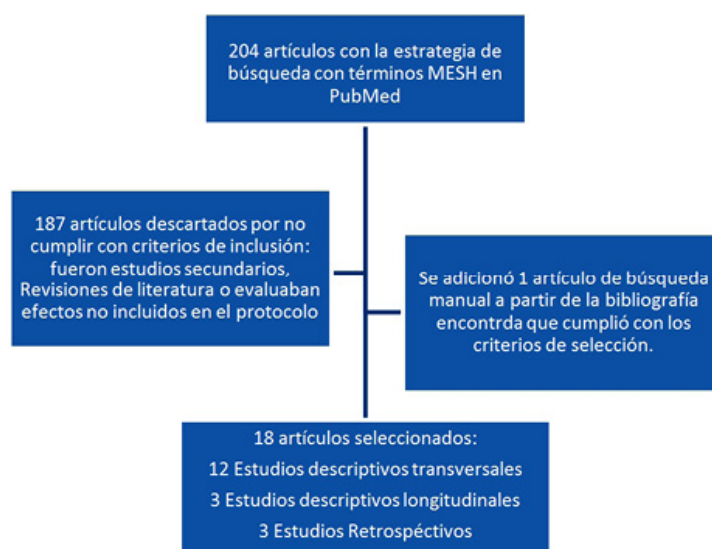 204 artículos con la estrategia de
búsqueda con términos MESH en
PubMed
187 artículos descartados por no
cumplir con criterios de inclusión:
fueron estudios secundarios,
Revisiones de literatura o evaluaban
efectos no incluidos en el protocolo
Se adicionó 1 artículo de búsqueda
manual a partir de la bibliografía
encontrda que cumplió con los
criterios de selección.
18 artículos seleccionados:
12 Estudios descriptivos transversales
3 Estudios descriptivos longitudinales
3 Estudios Retrospéctivos